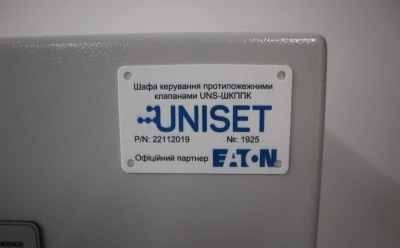 Шафа керування протипожежними
клапанами UNS-ШКППК
UNISET
P/N: 22112019 №: 1925
Офіційний партнер EATON